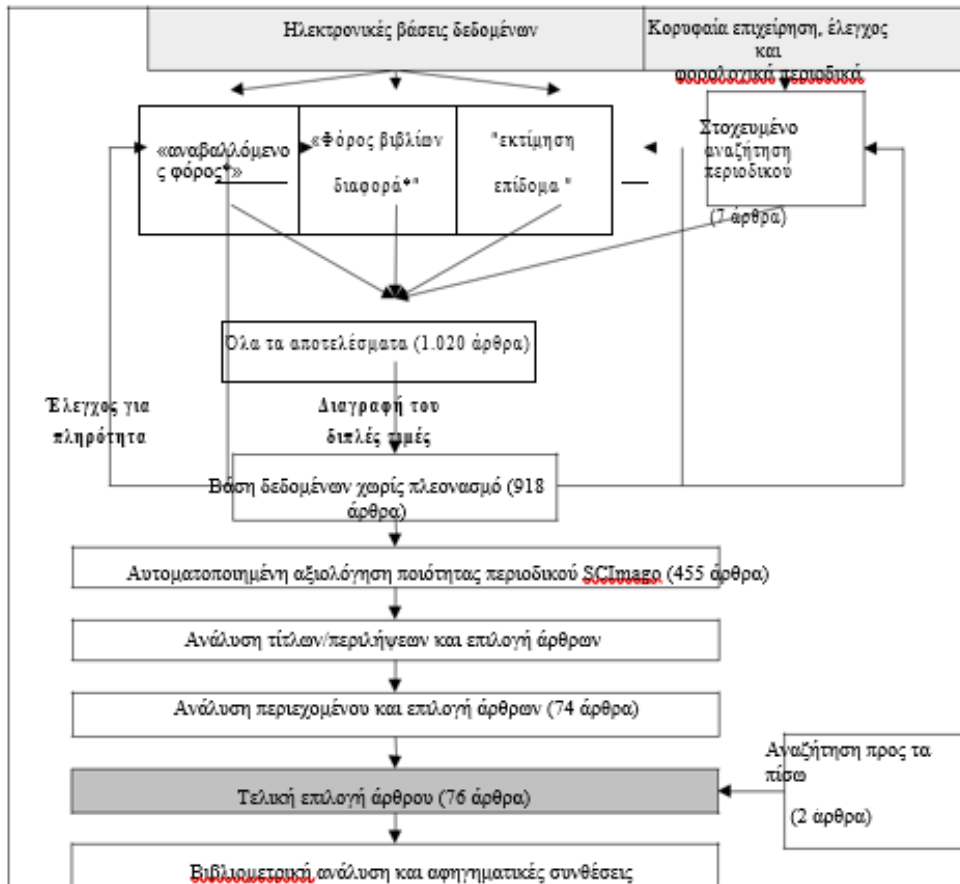 Ηλεκτρονικές βάσεις δεδομένων
Κορυφαία επιχείρηση, έλεγχος
και
φορολογικά περιοδικά
«αναβαλλόμενο
ς φόρος*»
«Φόρος βιβλίων
διαφορά*"
"εκτίμηση
επίδομα "
Στοχευμένο
αναζήτηση
περιοδικού
(7 άρθρα)
Όλα τα αποτελέσματα (1.020 άρθρα)
Έλεγχος για
πληρότητα
Διαγραφή του
διπλές τιμές
Βάση δεδομένων χωρίς πλεονασμό (918
άρθρα)
Αυτοματοποιημένη αξιολόγηση ποιότητας περιοδικού SCImago (455 άρθρα)
Ανάλυση τίτλων/περιλήψεων και επιλογή άρθρων
Ανάλυση περιεχομένου και επιλογή άρθρων (74 άρθρα)
Αναζήτηση προς τα
πίσω
(2 άρθρα)
Τελική επιλογή άρθρου (76 άρθρα)
Βιβλιομετρική ανάλυση και αφηγηματικές συνθέσεις